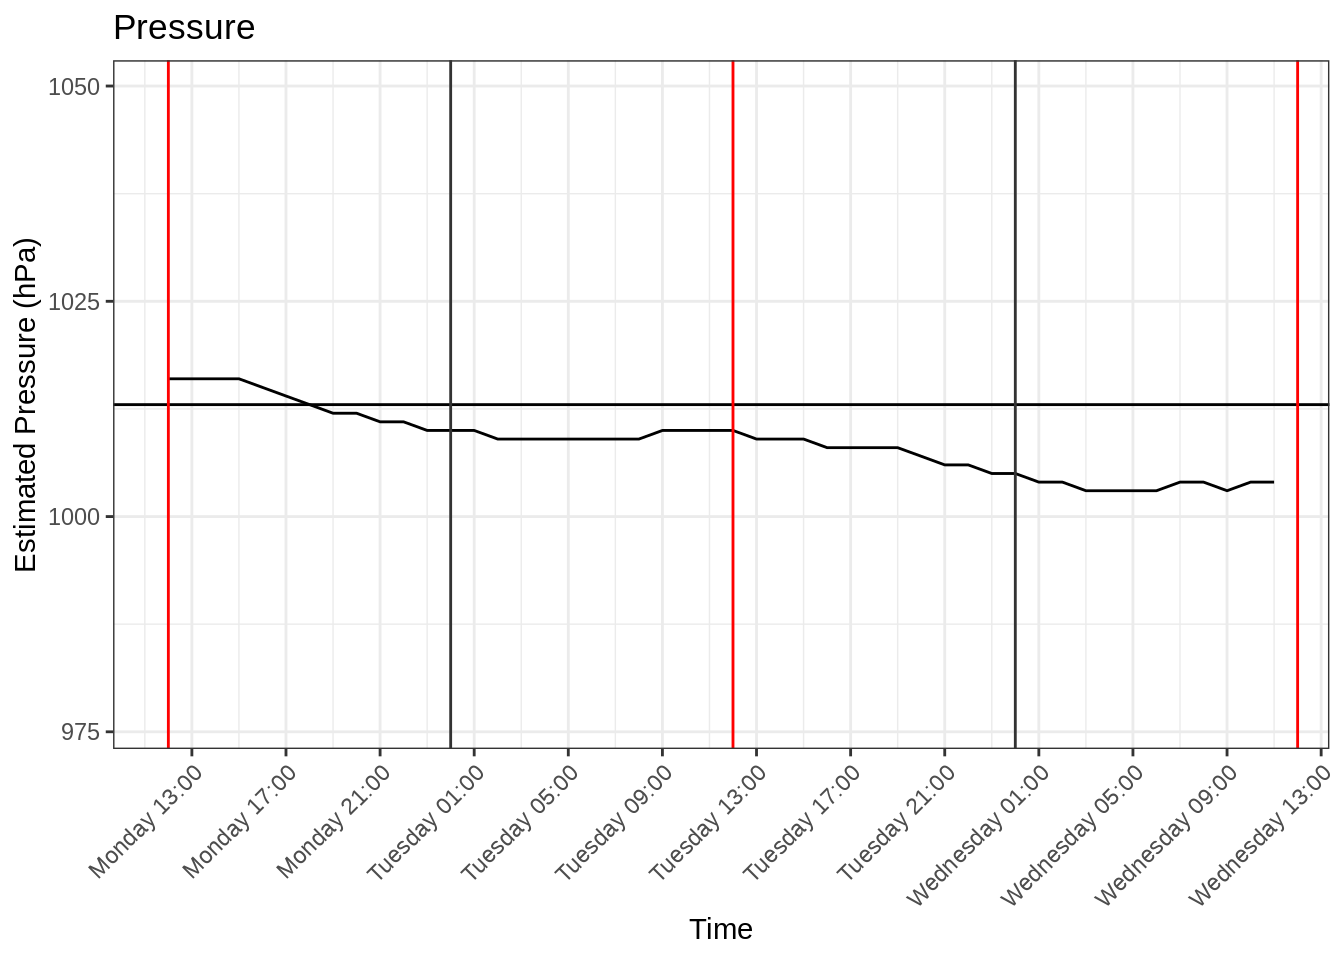 Pressure
Estimated Pressure (hPa)
1050
1025
1000
975
Monday 13:00
Monday 17:00
Monday 21:00
Tuesday 01:00
Tuesday 05:00
Tuesday 09:00
Tuesday 13:00
Tuesday 17:00
Tuesday 21:00
Wednesday 01:00
Wednesday 05:00
Wednesday 09:00
Wednesday 13:00
Time